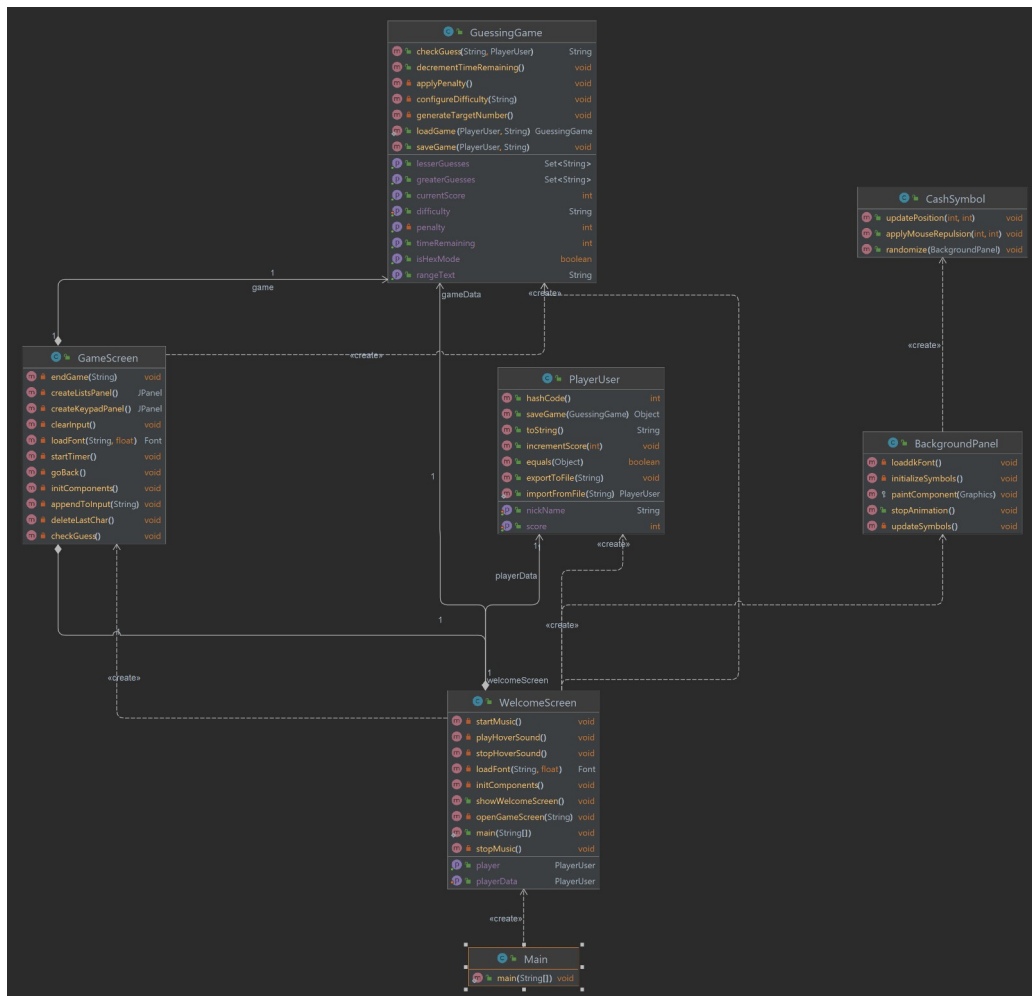 GuessingGame
checkGuess(String, PlayerUser) String
decrementTimeRemaining() void
applyPenalty() void
configureDifficulty(String) void
generateTargetNumber() void
loadGame(PlayerUser, String) GuessingGame
saveGame(PlayerUser, String) void
lesserGuesses Set<String>
greaterGuesses Set<String>
currentScore int
difficulty String
penalty int
timeRemaining int
isHexMode boolean
rangeText String
CashSymbol
updatePosition(int, int) void
applyMouseRepulsion(int, int) void
randomize(BackgroundPanel) void
1
game
gameData
«create»
1
«create»
«create»
GameScreen
endGame(String) void
createListsPanel() JPanel
createKeypadPanel() JPanel
clearInput() void
loadFont(String, float) Font
startTimer() void
goBack() void
initComponents() void
appendToInput(String) void
deleteLastChar() void
checkGuess() void
PlayerUser
hashCode() int
saveGame(GuessingGame) Object
toString() String
incrementScore(int) void
equals(Object) boolean
exportToFile(String) void
importFromFile(String) PlayerUser
nickName String
score int
BackgroundPanel
loaddkFont() void
initializeSymbols() void
paintComponent(Graphics) void
stopAnimation() void
updateSymbols() void
1
1
«create»
playerData
1
«create»
1
«create»
1
welcomeScreen
WelcomeScreen
startMusic() void
playHoverSound() void
stopHoverSound() void
loadFont(String, float) Font
initComponents() void
showWelcomeScreen() void
openGameScreen(String) void
main(String[]) void
stopMusic() void
player PlayerUser
playerData PlayerUser
«create»
Main
main(String[]) void